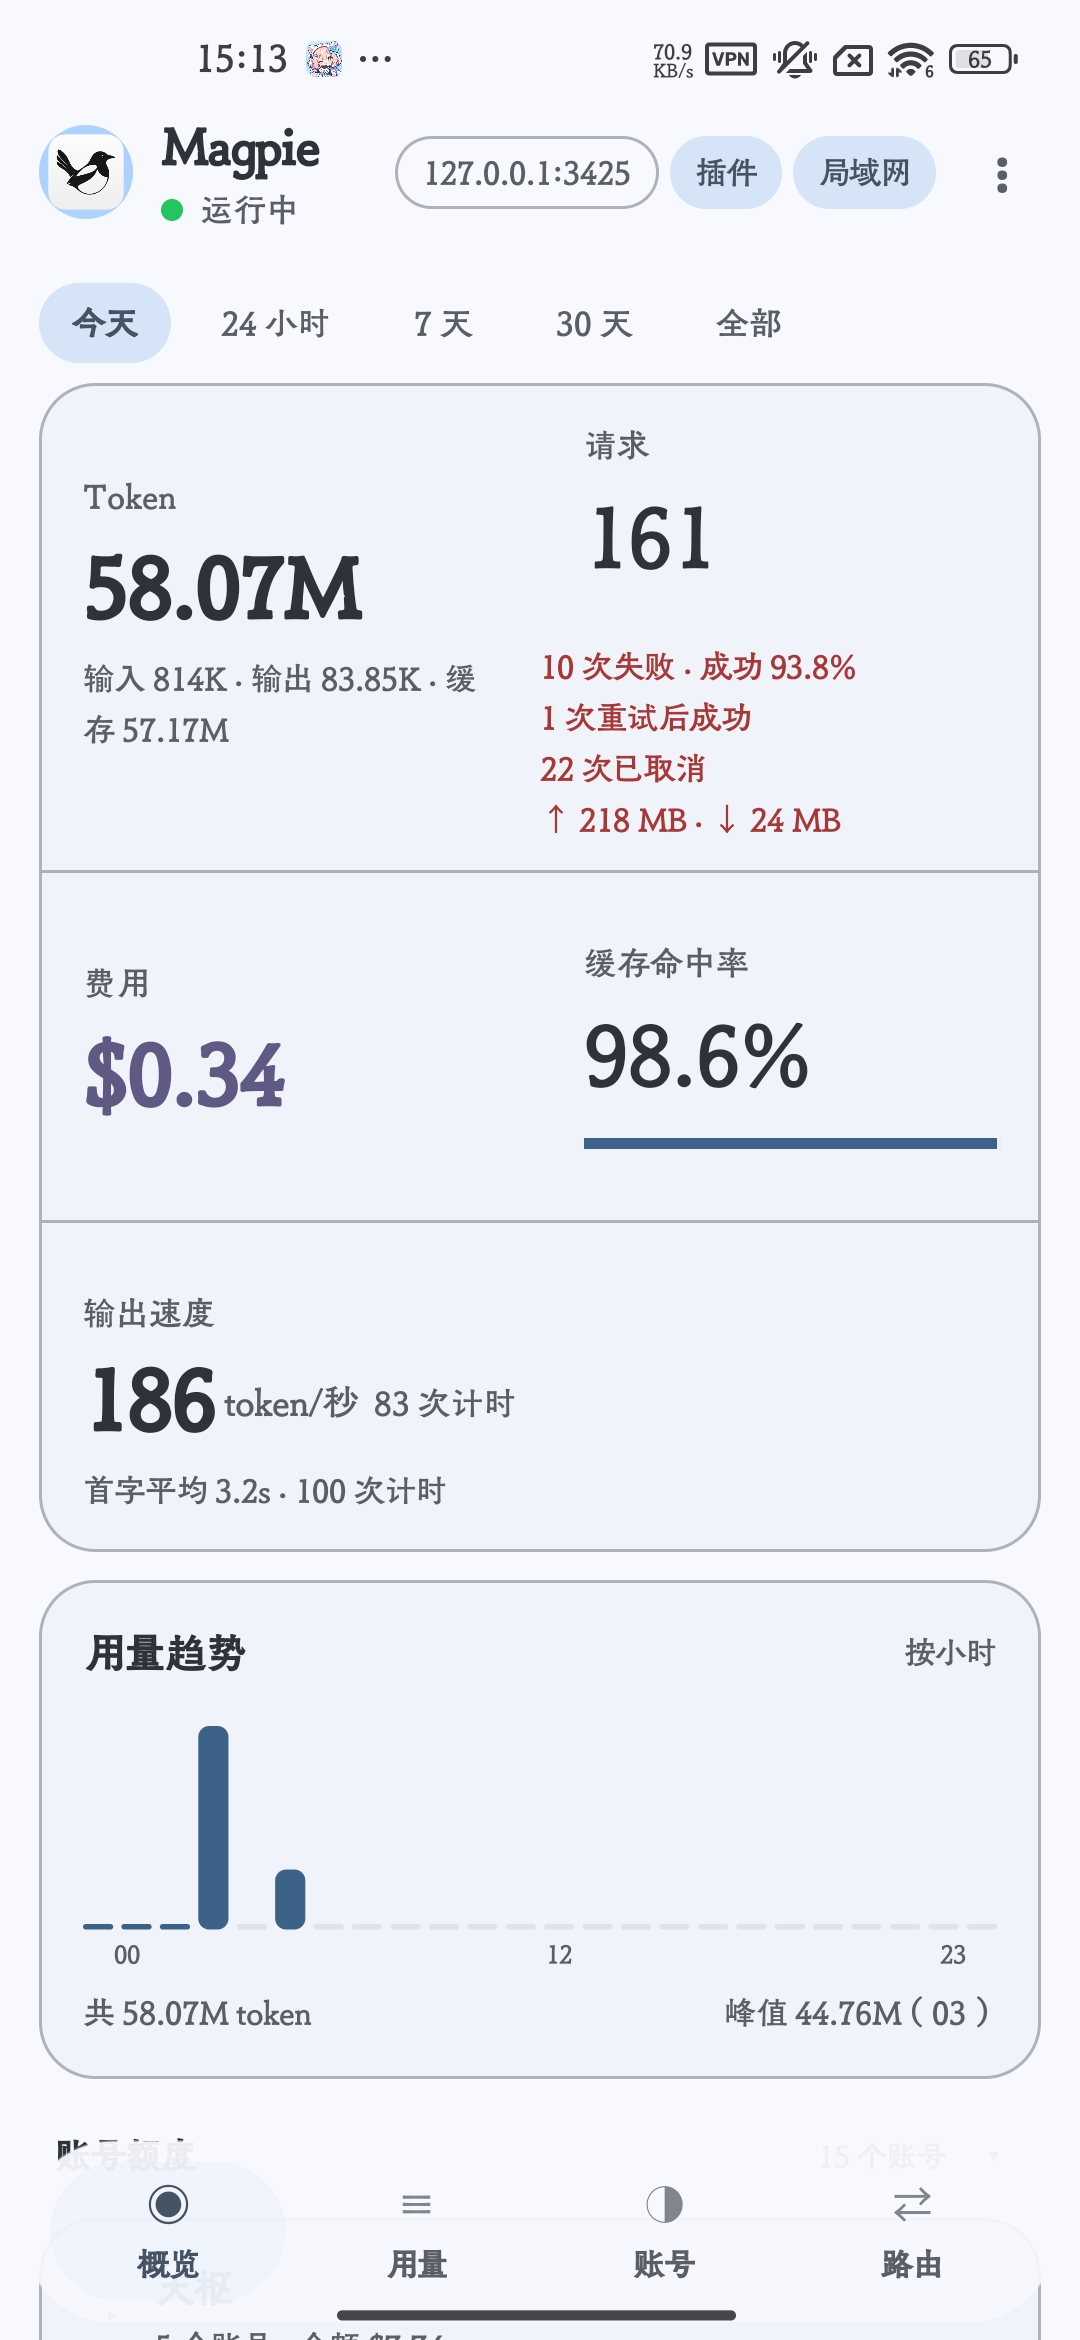 15:13 ...
70.9 KB/s VPN 6 65
Magpie
运行中
127.0.0.1:3425 插件 局域网
今天 24 小时 7 天 30 天 全部
Token
58.07M
输入 814K · 输出 83.85K · 缓
存 57.17M
请求
161
10 次失败 · 成功 93.8%
1 次重试后成功
22 次已取消
↑ 218 MB · ↓ 24 MB
费用
$0.34
缓存命中率
98.6%
输出速度
186 token/秒 83 次计时
首字平均 3.2s · 100 次计时
用量趋势 按小时
00 12 23
共 58.07M token 峰值 44.76M ( 03 )
账号额度 15 个账号
概览 用量 账号 路由
天枢